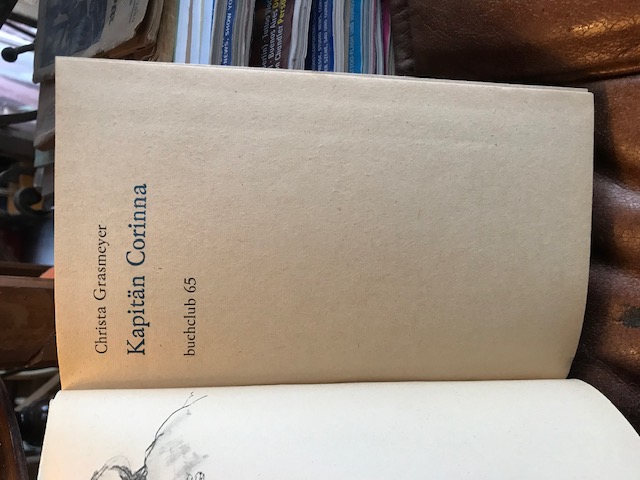 Christa Grasmeyer
Kapitän Corinna
buchclub 65